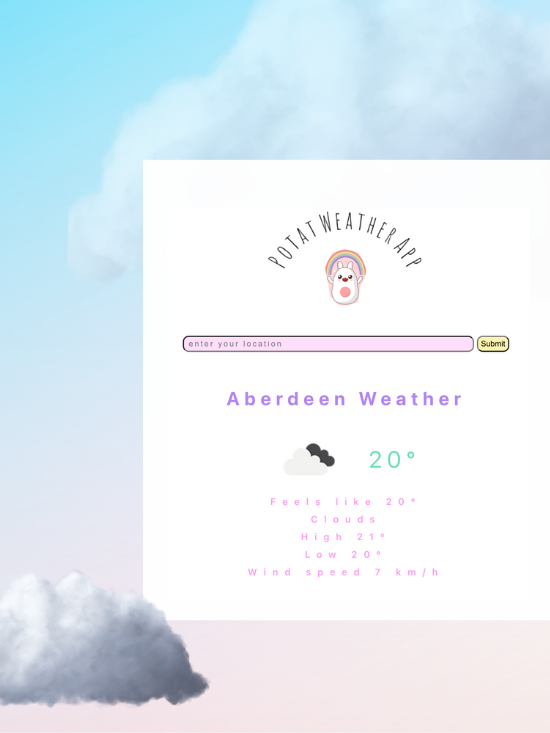 POTATWEATHERAPP
enter your location Submit
Aberdeen Weather
20°
Feels like 20°
Clouds
High 21°
Low 20°
Wind speed 7 km/h